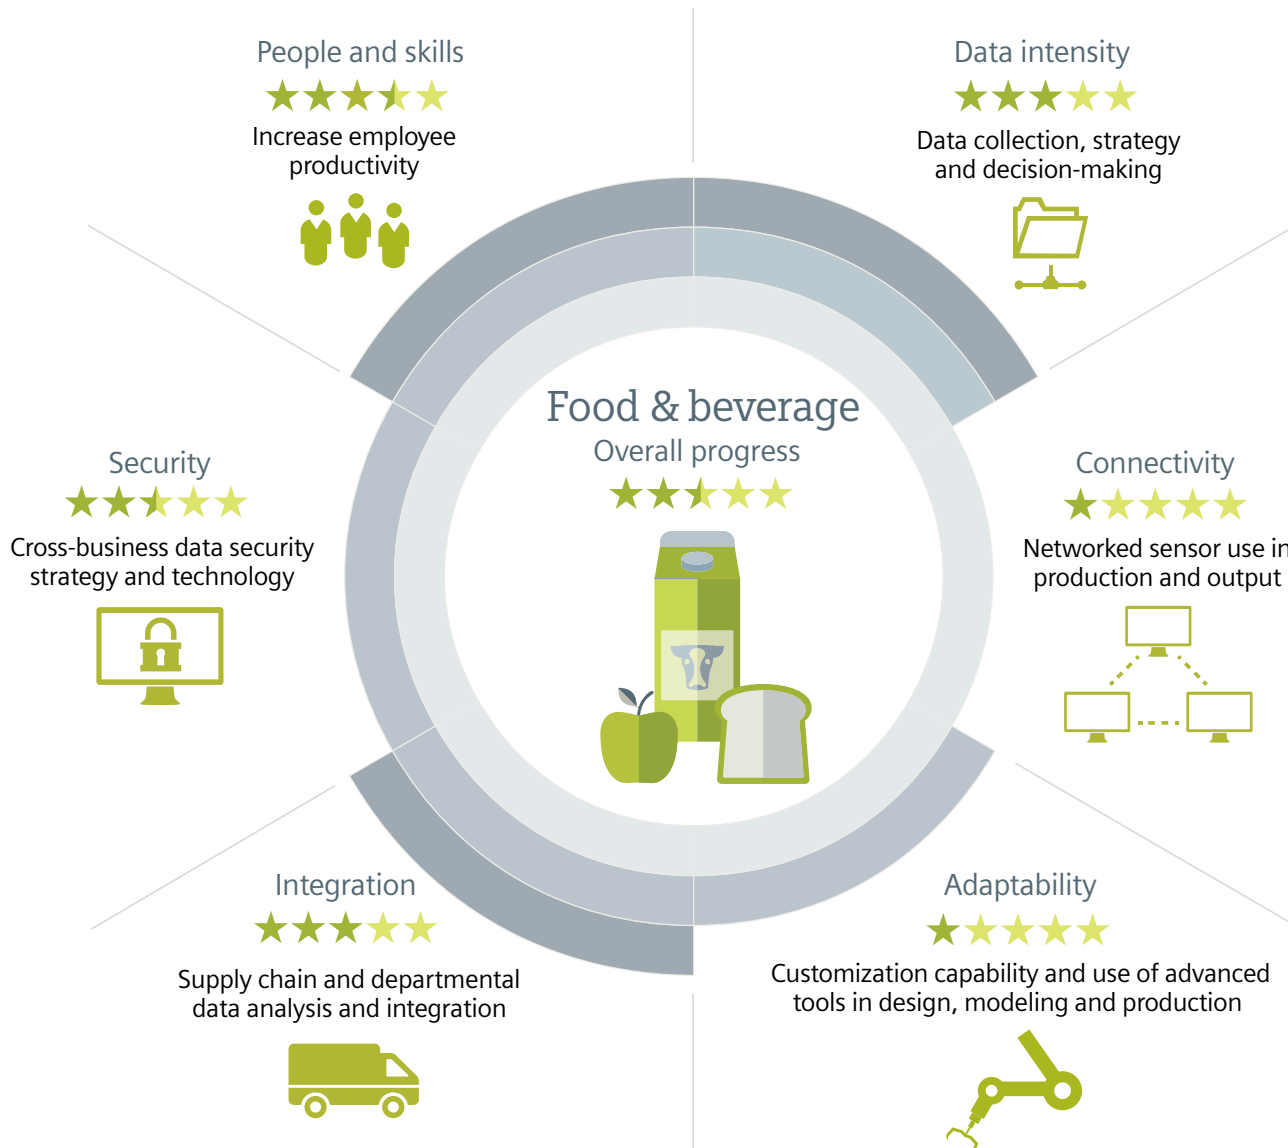 People and skills
Increase employee
productivity
Data intensity
Data collection, strategy
and decision-making
Food & beverage
Overall progress
Security
Cross-business data security
strategy and technology
Connectivity
Networked sensor use in
production and output
Integration
Supply chain and departmental
data analysis and integration
Adaptability
Customization capability and use of advanced
tools in design, modeling and production